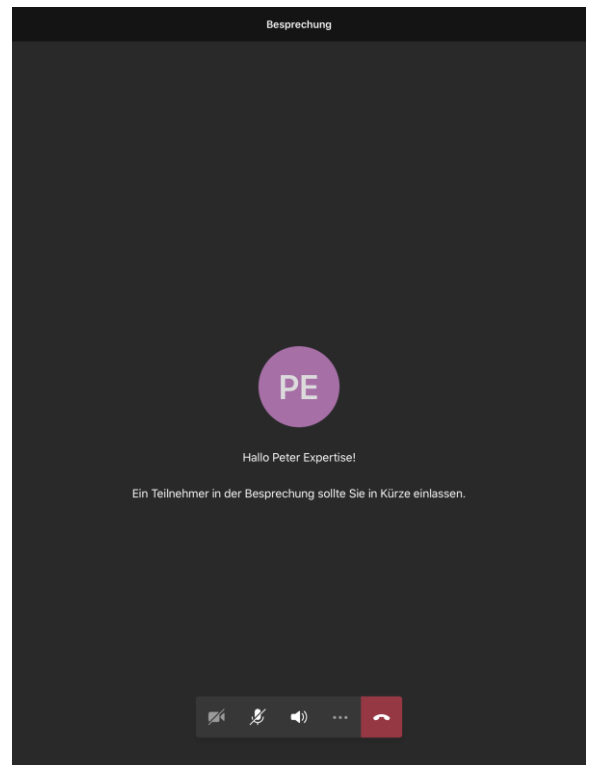 Besprechung
PE
Hallo Peter Expertise!
Ein Teilnehmer in der Besprechung sollte Sie in Kürze einlassen.